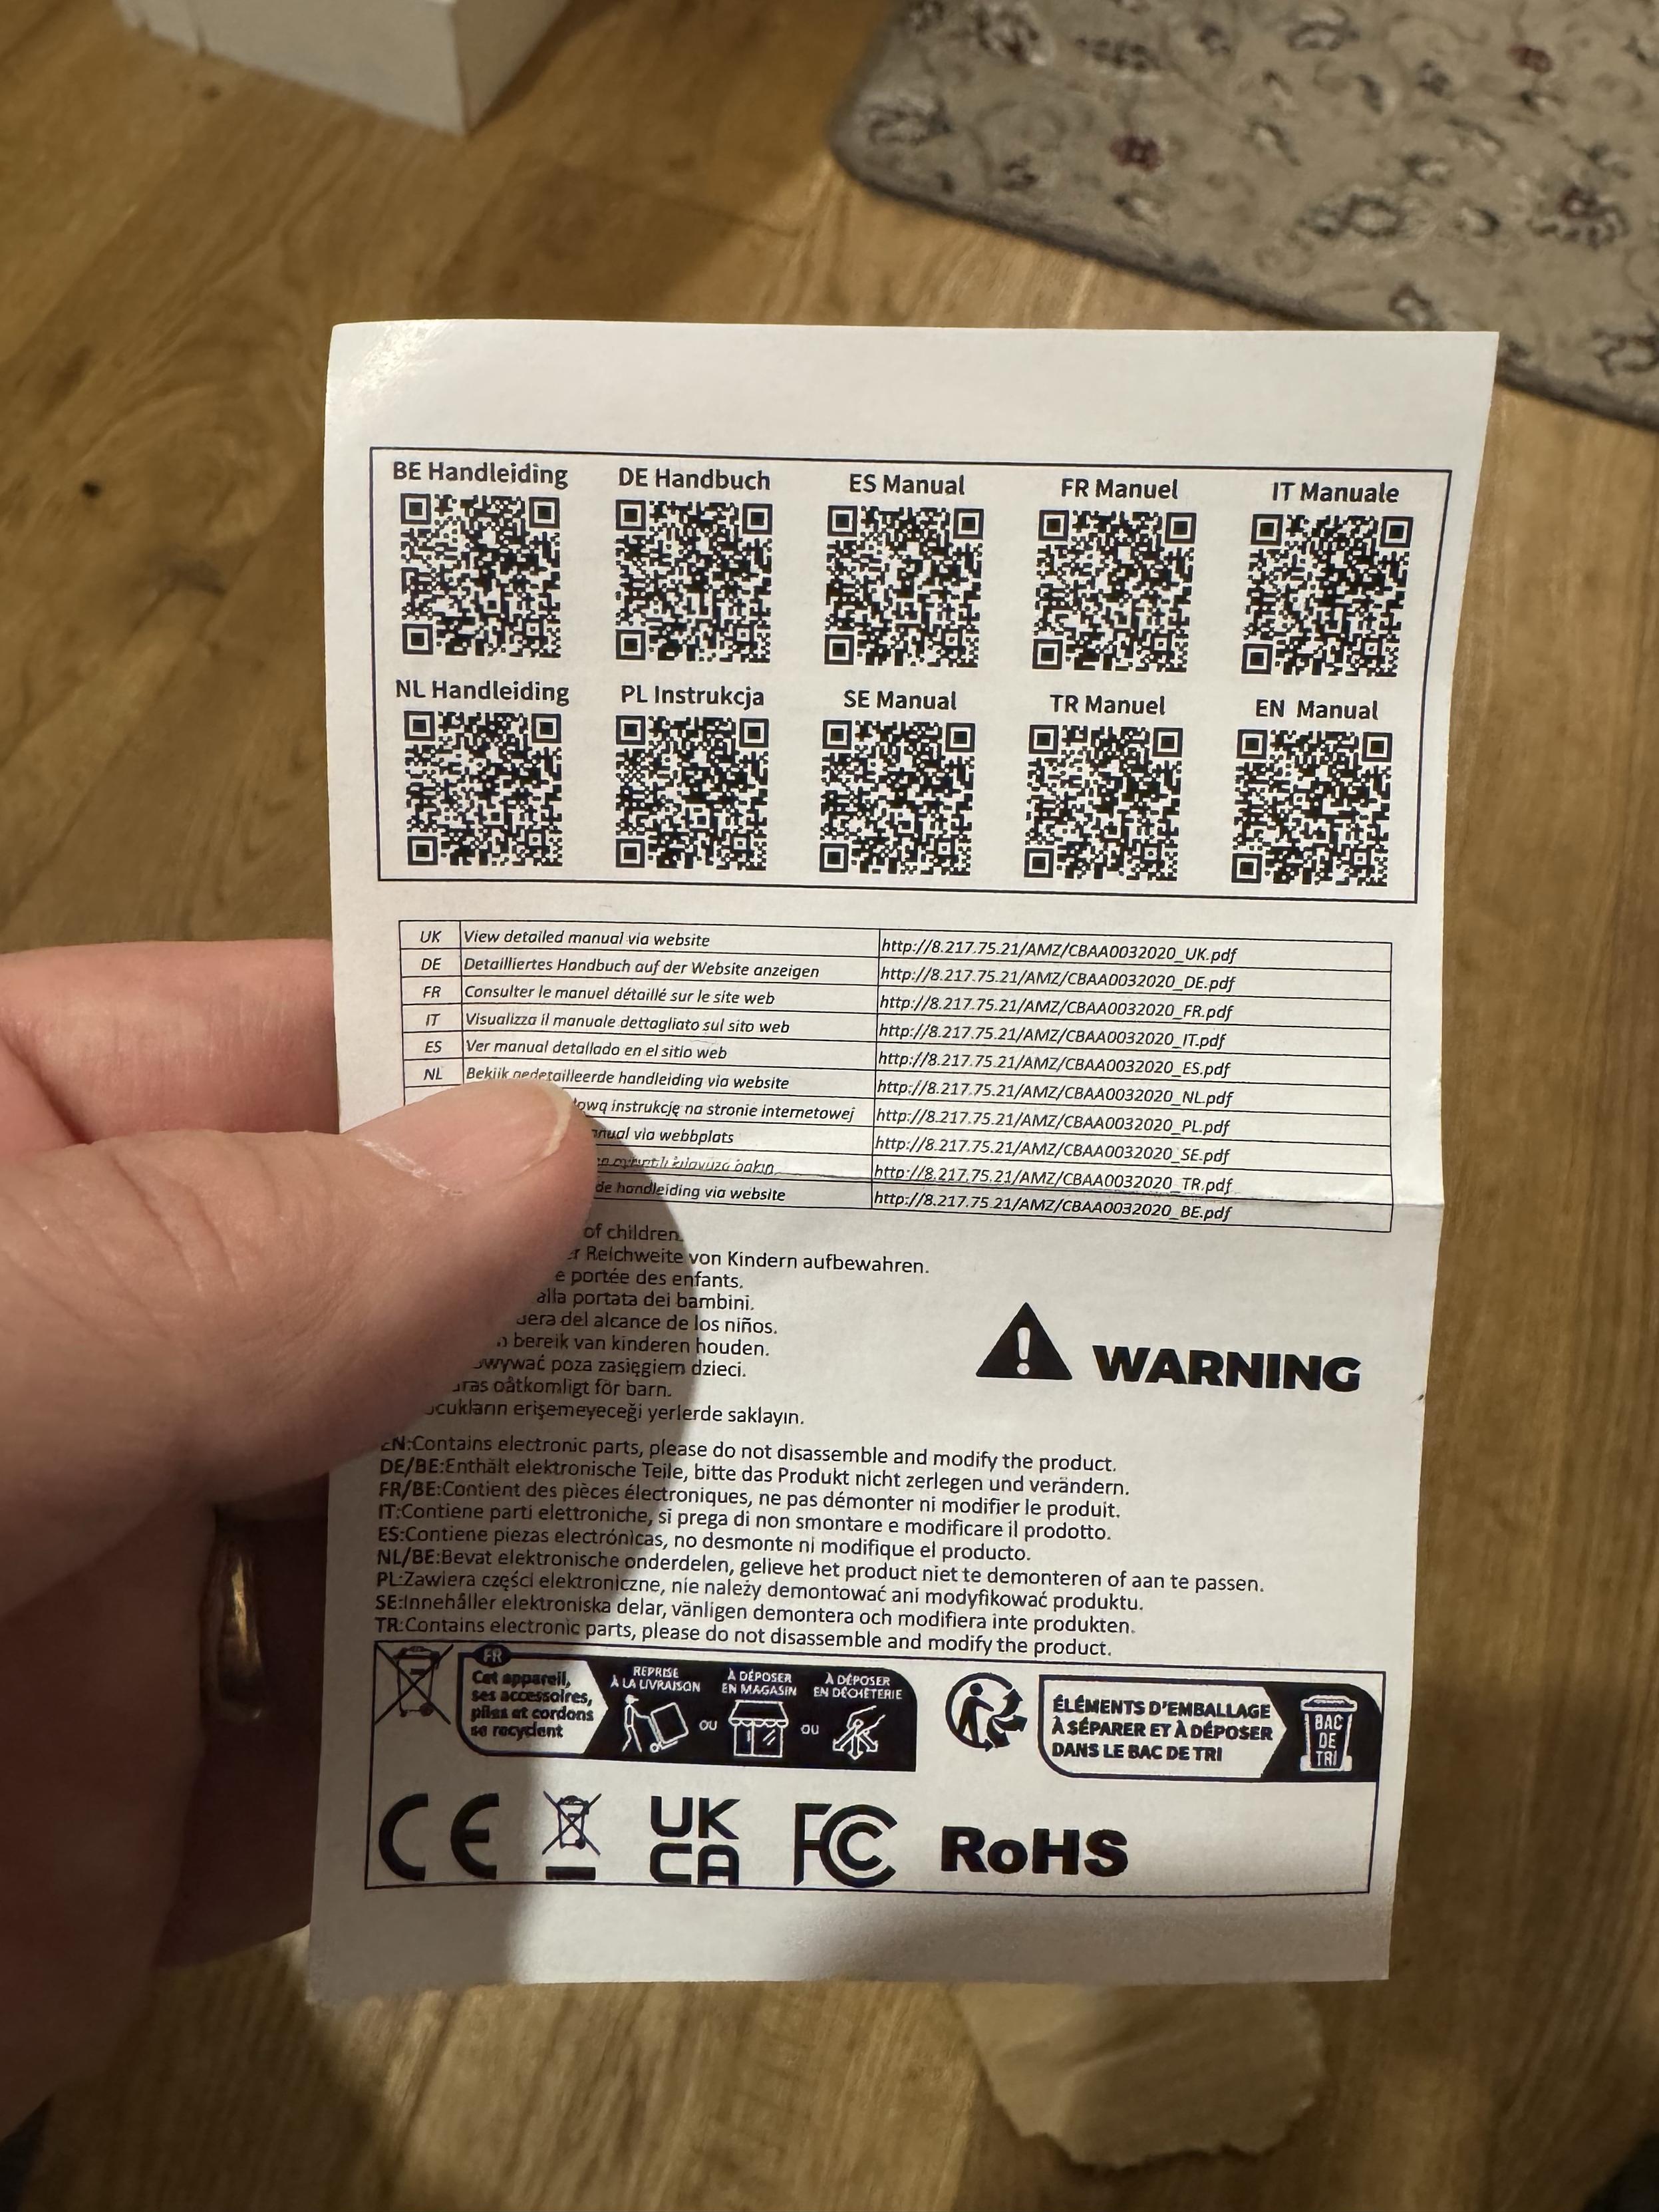 BE Handleiding DE Handbuch ES Manual FR Manuel IT Manuale
NL Handleiding PL Instrukcja SE Manual TR Manuel EN Manual
UK View detailed manual via website http://8.217.75.21/AMZ/CBAA0032020_UK.pdf
DE Detailliertes Handbuch auf der Website anzeigen http://8.217.75.21/AMZ/CBAA0032020_DE.pdf
FR Consulter le manuel détaillé sur le site web http://8.217.75.21/AMZ/CBAA0032020_FR.pdf
IT Visualizza il manuale dettagliato sul sito web http://8.217.75.21/AMZ/CBAA0032020_IT.pdf
ES Ver manual detallado en el sitio web http://8.217.75.21/AMZ/CBAA0032020_ES.pdf
NL Bekijk gedetailleerde handleiding via website http://8.217.75.21/AMZ/CBAA0032020_NL.pdf
instrukcję na stronie internetowej http://8.217.75.21/AMZ/CBAA0032020_PL.pdf
via webbplats http://8.217.75.21/AMZ/CBAA0032020_SE.pdf
ayrıntılı kılavuza bakın http://8.217.75.21/AMZ/CBAA0032020_TR.pdf
handleiding via website http://8.217.75.21/AMZ/CBAA0032020_BE.pdf
of children.
Reichweite von Kindern aufbewahren.
portée des enfants.
alla portata dei bambini.
del alcance de los niños.
bereik van kinderen houden.
poza zasięgiem dzieci.
oåtkomligt för barn.
erişemeyeceği yerlerde saklayın.
WARNING
EN:Contains electronic parts, please do not disassemble and modify the product.
DE/BE:Enthält elektronische Teile, bitte das Produkt nicht zerlegen und verändern.
FR/BE:Contient des pièces électroniques, ne pas démonter ni modifier le produit.
IT:Contiene parti elettroniche, si prega di non smontare e modificare il prodotto.
ES:Contiene piezas electrónicas, no desmonte ni modifique el producto.
NL/BE:Bevat elektronische onderdelen, gelieve het product niet te demonteren of aan te passen.
PL:Zawiera części elektroniczne, nie należy demontować ani modyfikować produktu.
SE:Innehåller elektroniska delar, vänligen demontera och modifiera inte produkten.
TR:Contains electronic parts, please do not disassemble and modify the product.
FR
Cet appareil,
ses accessoires,
piles et cordons
se recyclent
REPRISE
À LA LIVRAISON
OU
À DÉPOSER
EN MAGASIN
OU
À DÉPOSER
EN DÉCHÈTERIE
ÉLÉMENTS D'EMBALLAGE
À SÉPARER ET À DÉPOSER
DANS LE BAC DE TRI
BAC
DE
TRI
CE
UK
CA
FC
RoHS